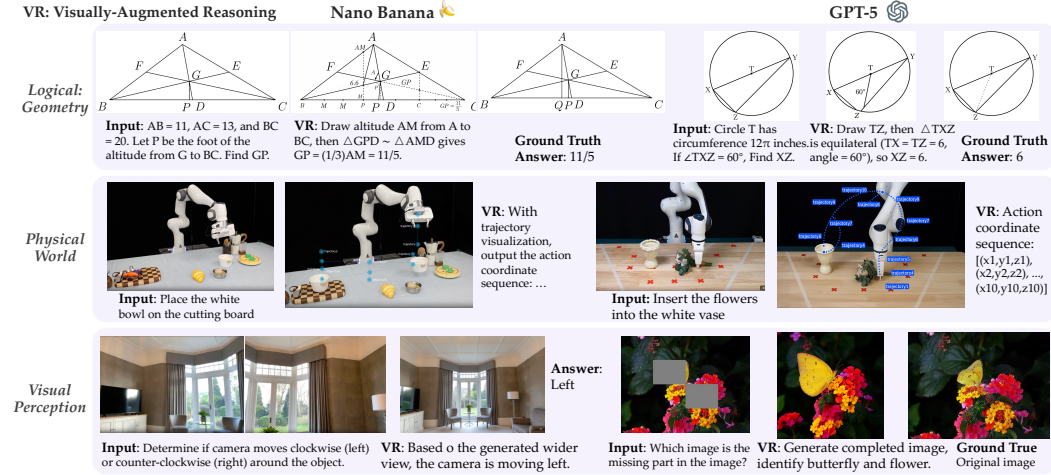 VR: Visually-Augmented Reasoning
Nano Banana
GPT-5
Logical:
Geometry
A
F
E
G
B
P D
C
Input: AB = 11, AC = 13, and BC
= 20. Let P be the foot of the
altitude from G to BC. Find GP.
A
AM
F
E
6.6
A
G
P
GP
M
B
M
M
P
C
GP= 11/5
P D
C
VR: Draw altitude AM from A to
BC, then △GPD ~ △AMD gives
GP = (1/3)AM = 11/5.
A
F
E
G
B
Q P D
C
Ground Truth
Answer: 11/5
T
Y
X
Z
Input: Circle T has
circumference 12π inches.
If ∠TXZ = 60°, Find XZ.
T
Y
60°
X
Z
VR: Draw TZ, then △TXZ
is equilateral (TX = TZ = 6,
angle = 60°), so XZ = 6.
T
Y
X
Z
Ground Truth
Answer: 6
Physical
World
Input: Place the white
bowl on the cutting board
VR: With
trajectory
visualization,
output the action
coordinate
sequence: …
Input: Insert the flowers
into the white vase
trajectory10
VR: Action
coordinate
sequence:
[(x1,y1,z1),
(x2,y2,z2), ...,
(x10,y10,z10)]
Visual
Perception
Input: Determine if camera moves clockwise (left)
or counter-clockwise (right) around the object.
VR: Based o the generated wider
view, the camera is moving left.
Answer:
Left
Input: Which image is the
missing part in the image?
VR: Generate completed image,
identify butterfly and flower.
Ground True
Original image